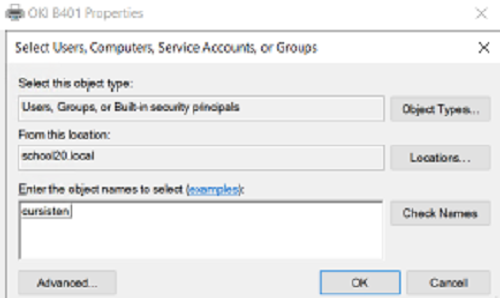 OKI B401 Properties
Select Users, Computers, Service Accounts, or Groups
Select this object type:
Users, Groups, or Built-in security principals
Object Types...
From this location:
school20.local
Locations...
Enter the object names to select (examples):
cursisten
Check Names
Advanced...
OK
Cancel